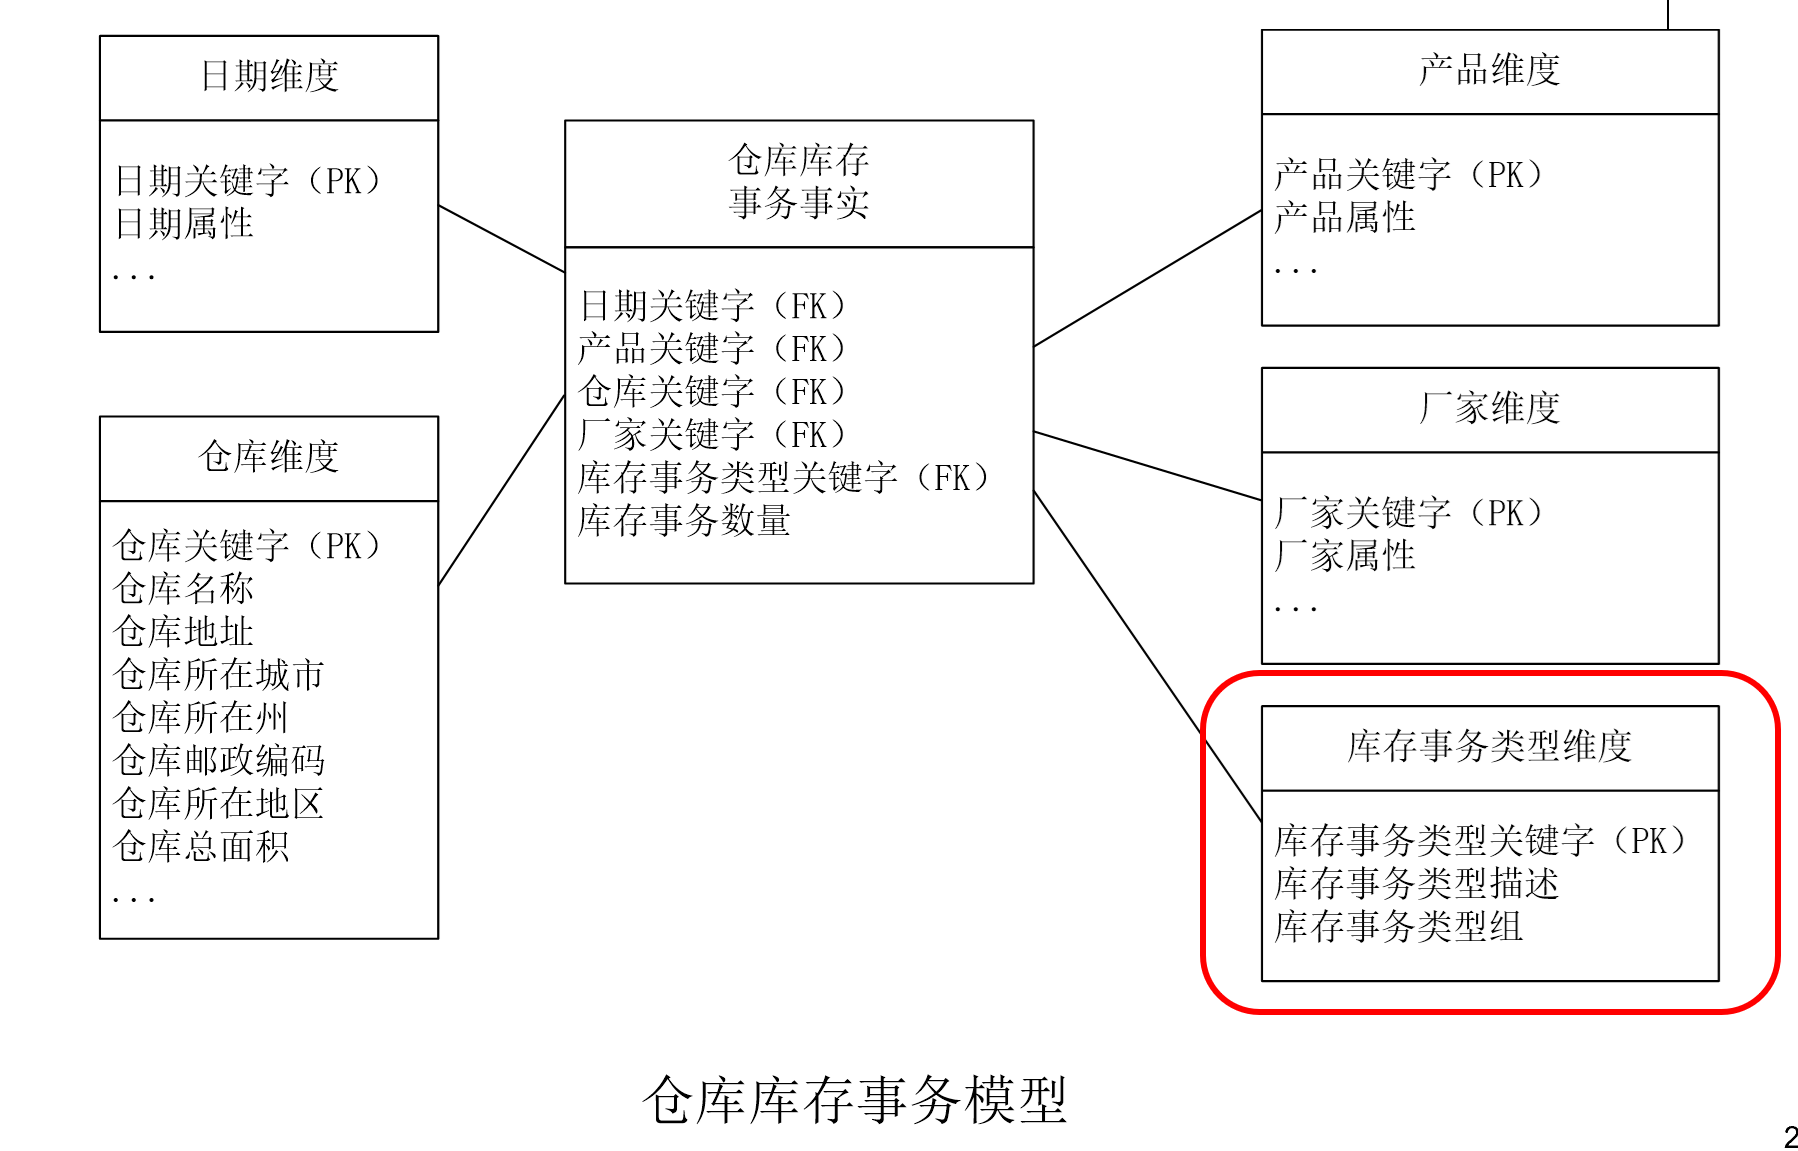 日期维度
日期关键字（PK）
日期属性
...
仓库维度
仓库关键字（PK）
仓库名称
仓库地址
仓库所在城市
仓库所在州
仓库邮政编码
仓库所在地区
仓库总面积
...
仓库库存
事务事实
日期关键字（FK）
产品关键字（FK）
仓库关键字（FK）
厂家关键字（FK）
库存事务类型关键字（FK）
库存事务数量
产品维度
产品关键字（PK）
产品属性
...
厂家维度
厂家关键字（PK）
厂家属性
...
库存事务类型维度
库存事务类型关键字（PK）
库存事务类型描述
库存事务类型组
仓库库存事务模型
2